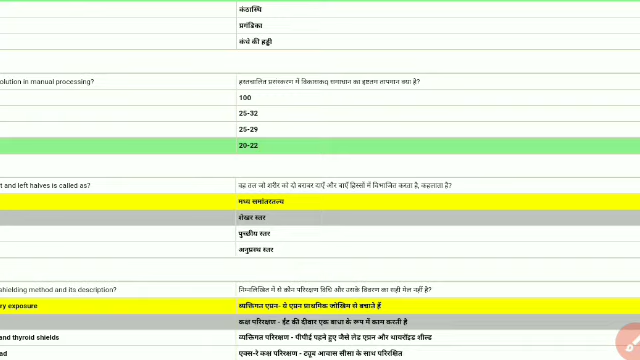 कंठास्थि
प्रगंडिका
कंधे की हड्डी
olution in manual processing? हस्तचालित प्रसंस्करण में विकासकq समाधान का इष्टतम तापमान क्या है?
100
25-32
25-29
20-22
t and left halves is called as? वह तल जो शरीर को दो बराबर दाएँ और बाएँ हिस्सों में विभाजित करता है, कहलाता है?
मध्य समांतरतल्य
शेखर स्तर
पुच्छीय स्तर
अनुप्रस्थ स्तर
shielding method and its description? निम्नलिखित में से कौन परिरक्षण विधि और उसके विवरण का सही मेल नहीं है?
ry exposure व्यक्तिगत एप्रन- ये एप्रन प्राथमिक जोखिम से बचाते हैं
कक्ष परिरक्षण - ईंट की दीवार एक बाधा के रूप में काम करती है
and thyroid shields व्यक्तिगत परिरक्षण - पीपीई पहने हुए जैसे लेड एप्रन और थायरॉइड शील्ड
ad एक्स-रे कक्ष परिरक्षण - ट्यूब आवास सीसा के साथ परिरक्षित